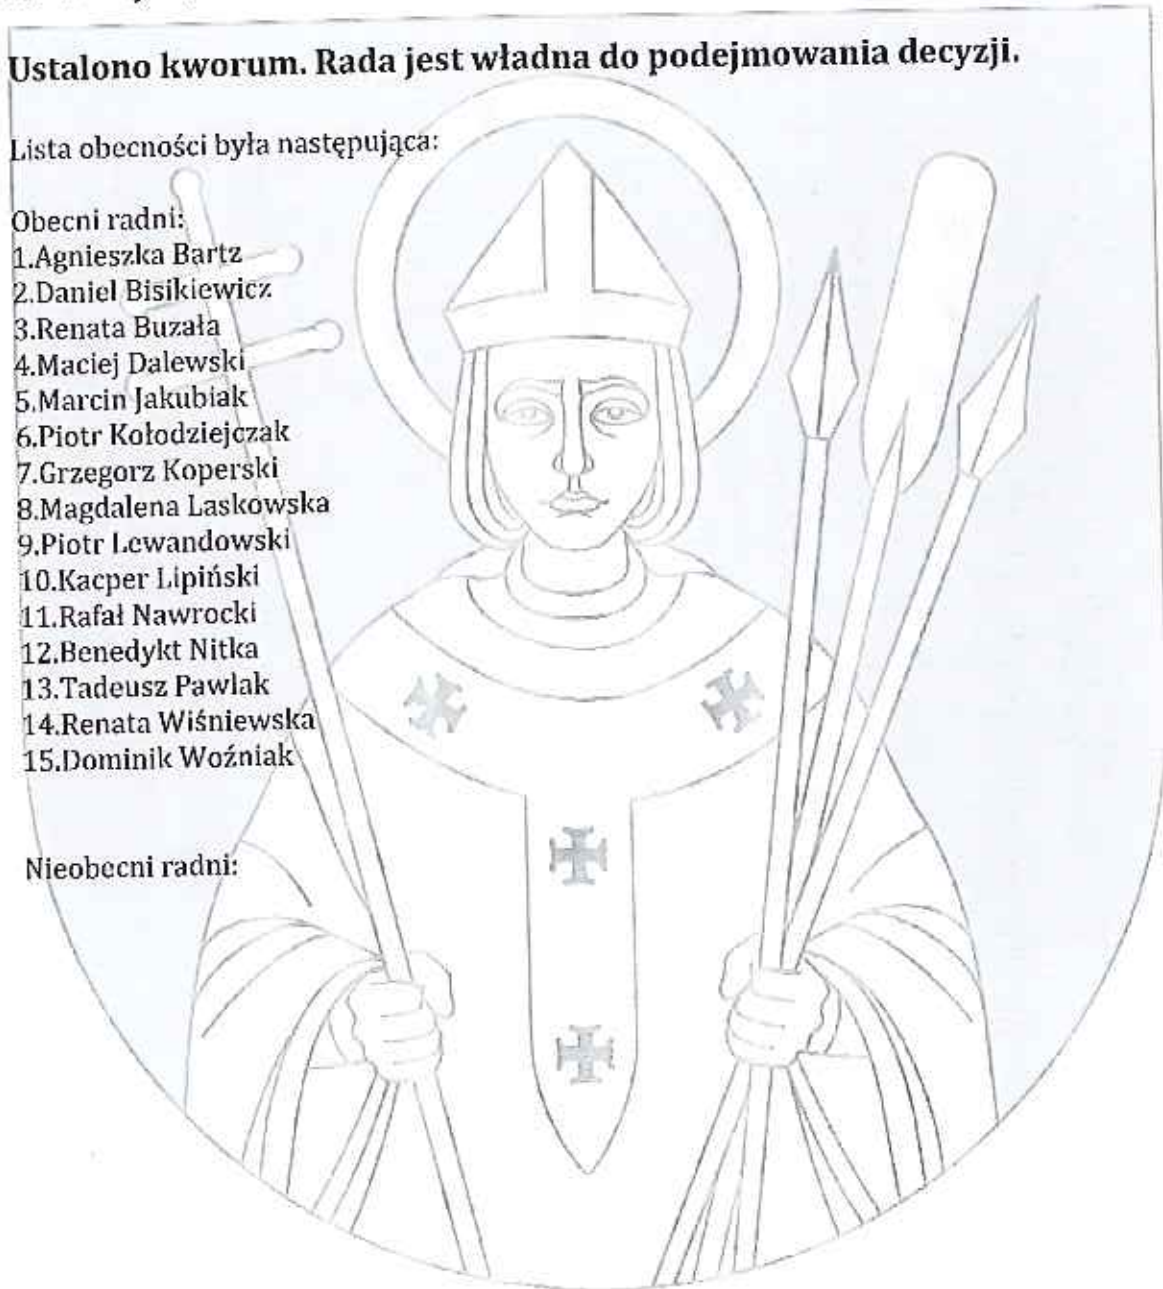 Ustalono kworum. Rada jest władna do podejmowania decyzji.
Lista obecności była następująca:
Obecni radni:
1.Agnieszka Bartz
2.Daniel Bisikiewicz
3.Renata Buzała
4.Maciej Dalewski
5.Marcin Jakubiak
6.Piotr Kołodziejczak
7.Grzegorz Koperski
8.Magdalena Laskowska
9.Piotr Lewandowski
10.Kacper Lipiński
11.Rafał Nawrocki
12.Benedykt Nitka
13.Tadeusz Pawlak
14.Renata Wiśniewska
15.Dominik Woźniak
Nieobecni radni: